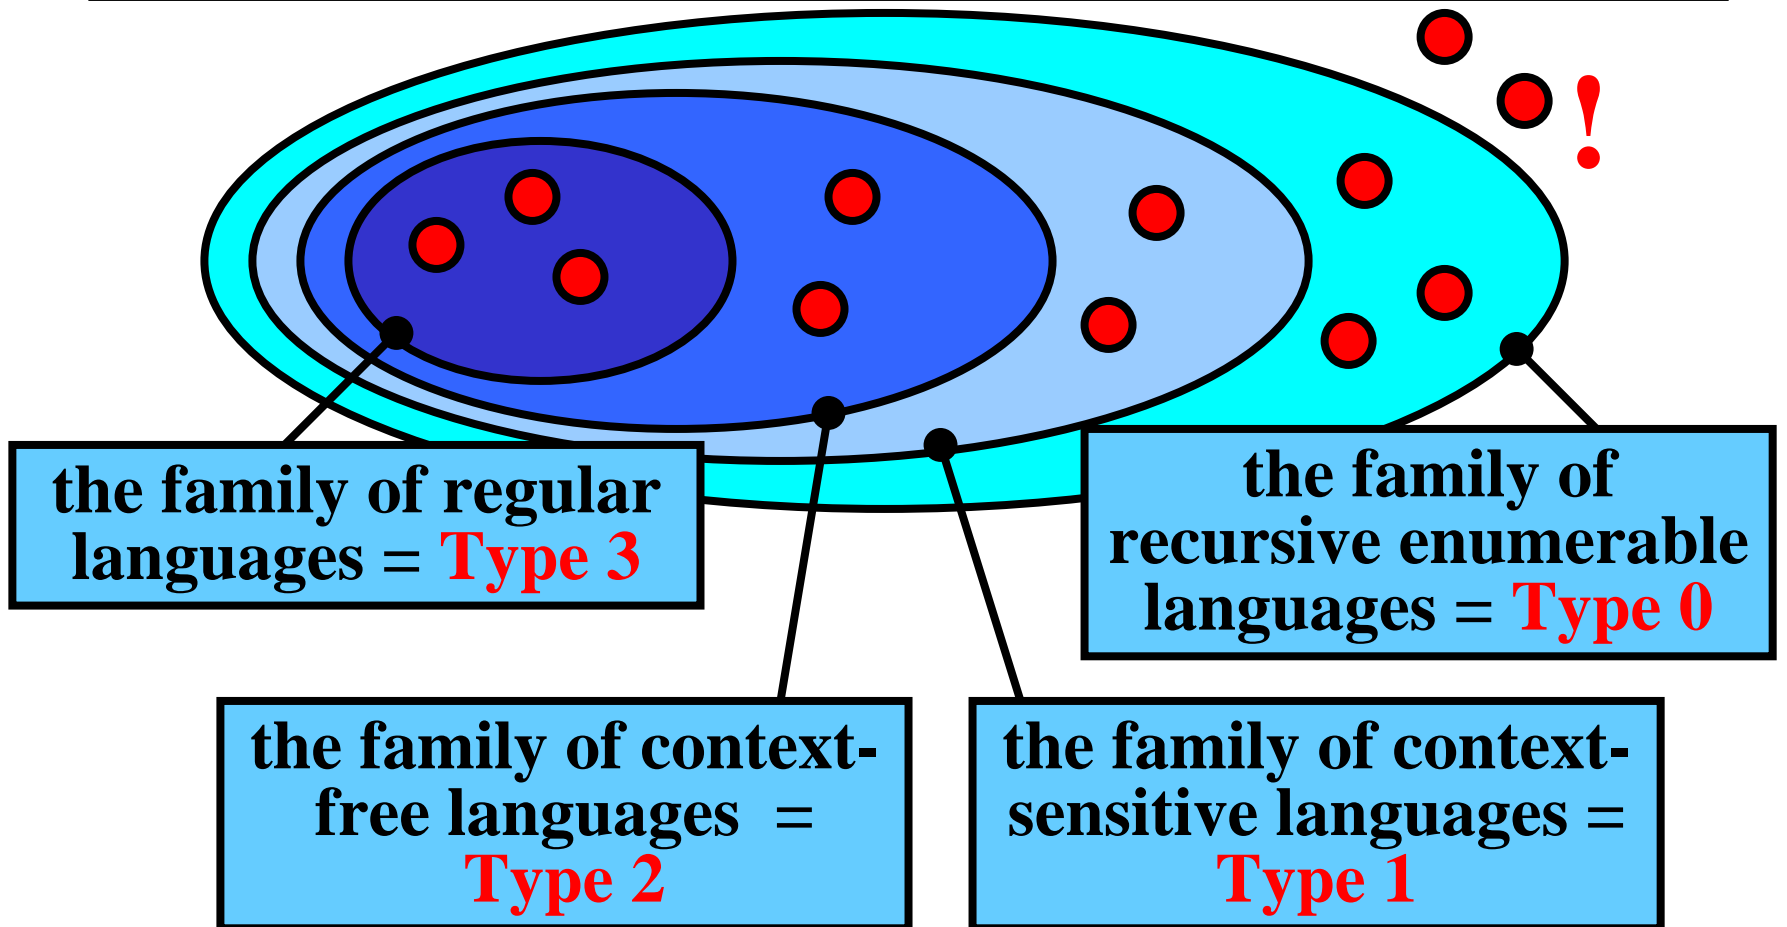 !
the family of regular
languages = Type 3
the family of
recursive enumerable
languages = Type 0
the family of context-
free languages =
Type 2
the family of context-
sensitive languages =
Type 1